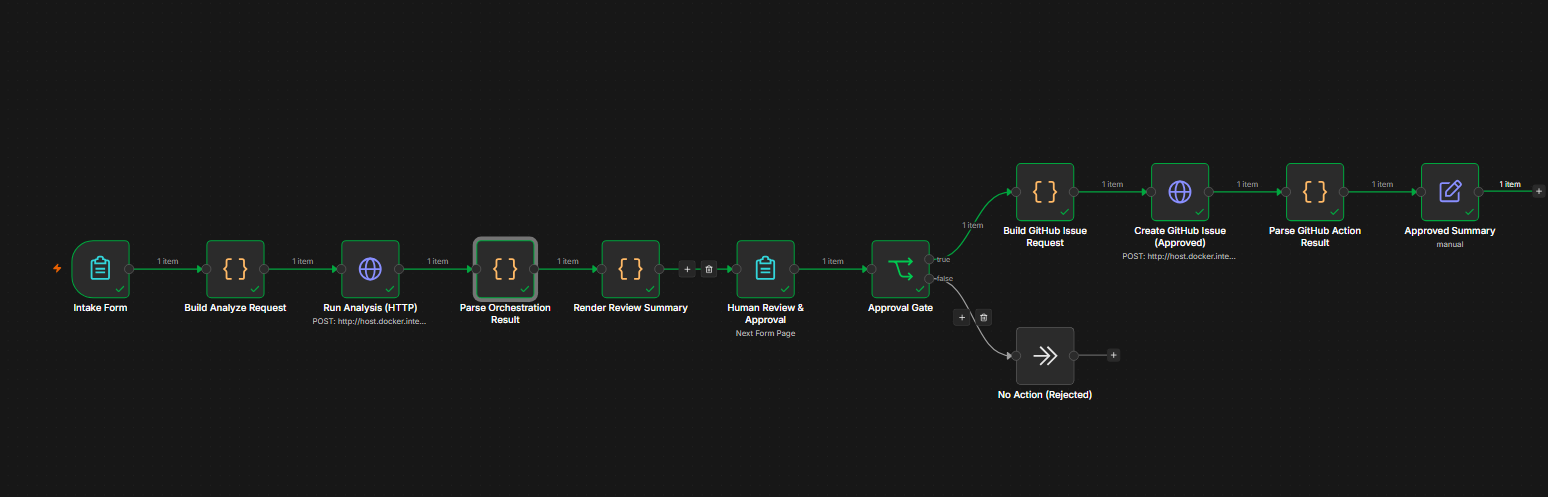 1 item
1 item
1 item
1 item
Build GitHub Issue
Request
Create GitHub Issue
(Approved)
POST: http://host.docker.inte...
Parse GitHub Action
Result
Approved Summary
manual
1 item
1 item
1 item
1 item
1 item
1 item
true
false
Intake Form
Build Analyze Request
Run Analysis (HTTP)
POST: http://host.docker.inte...
Parse Orchestration
Result
Render Review Summary
Human Review &
Approval
Next Form Page
Approval Gate
No Action (Rejected)